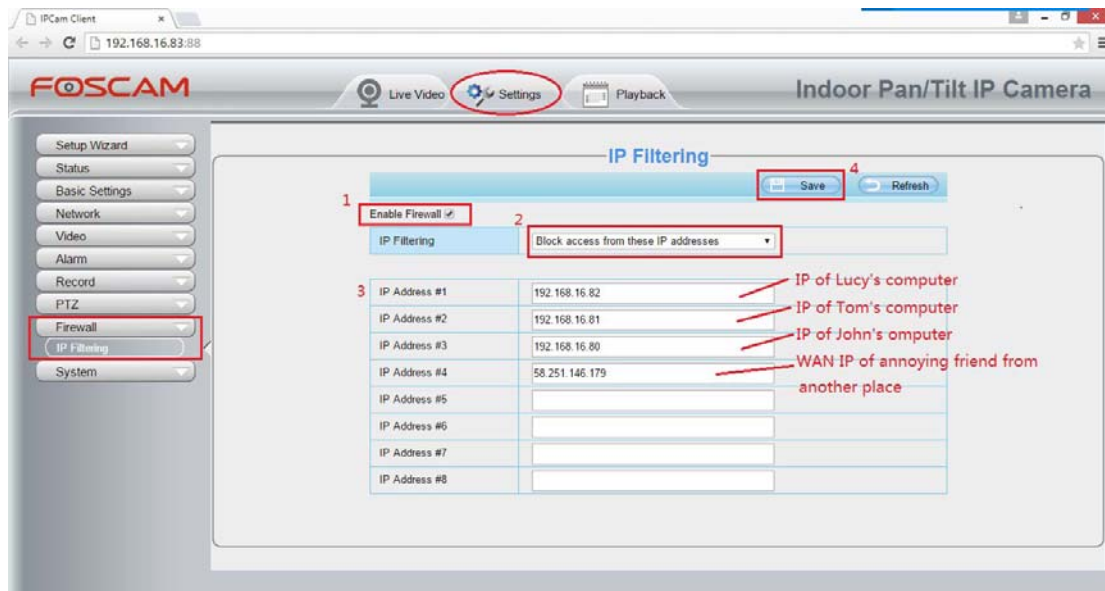 IPCam Client
192.168.16.83:88
FOSCAM
Live Video
Settings
Playback
Indoor Pan/Tilt IP Camera
Setup Wizard
Status
Basic Settings
Network
Video
Alarm
Record
PTZ
Firewall
IP Filtering
System
IP Filtering
4
Save
Refresh
1
Enable Firewall
2
IP Filtering
Block access from these IP addresses
3
IP Address #1
192.168.16.82
IP of Lucy's computer
IP Address #2
192.168.16.81
IP of Tom's computer
IP Address #3
192.168.16.80
IP of John's omputer
IP Address #4
58.251.146.179
WAN IP of annoying friend from
another place
IP Address #5
IP Address #6
IP Address #7
IP Address #8